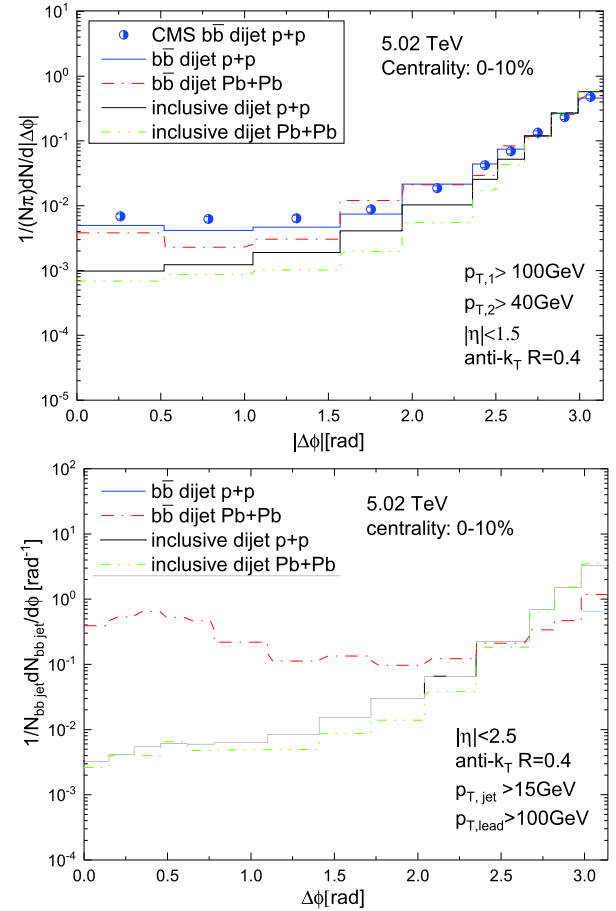 CMS bb̅ dijet p+p
bb̅ dijet p+p
bb̅ dijet Pb+Pb
inclusive dijet p+p
inclusive dijet Pb+Pb
5.02 TeV
Centrality: 0-10%
p_T,1 > 100GeV
p_T,2 > 40GeV
|η|<1.5
anti-k_T R=0.4
1/(Nπ)dN/d|Δϕ|
10^1
10^0
10^-1
10^-2
10^-3
10^-4
10^-5
0.0 0.5 1.0 1.5 2.0 2.5 3.0
|Δϕ|[rad]
bb̅ dijet p+p
bb̅ dijet Pb+Pb
inclusive dijet p+p
inclusive dijet Pb+Pb
5.02 TeV
centrality: 0-10%
|η|<2.5
anti-k_T R=0.4
p_T, jet >15GeV
p_T,lead >100GeV
1/N_bb jet dN_bb jet/dϕ [rad^-1]
10^2
10^1
10^0
10^-1
10^-2
10^-3
10^-4
0.0 0.5 1.0 1.5 2.0 2.5 3.0
Δϕ[rad]